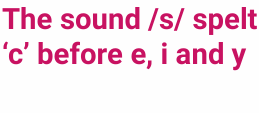 The sound /s/ spelt
‘c’ before e, i and y